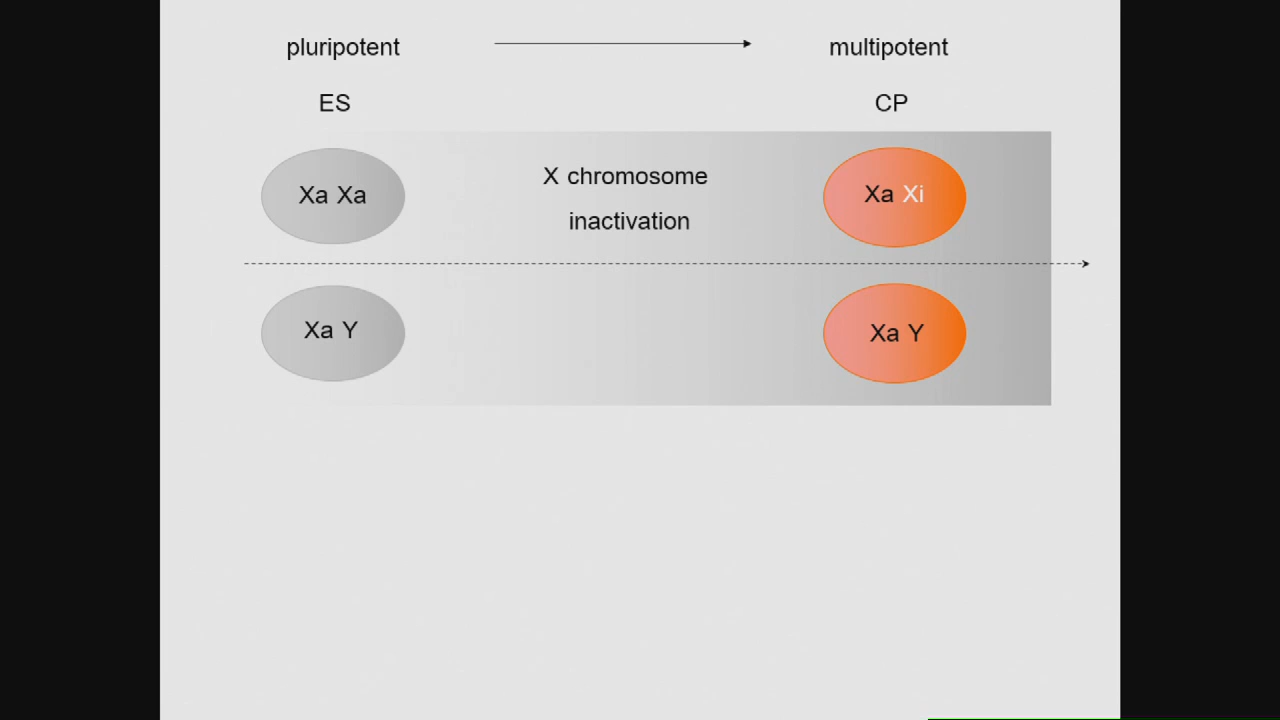 pluripotent
multipotent
ES
CP
Xa Xa
X chromosome
inactivation
Xa Xi
Xa Y
Xa Y